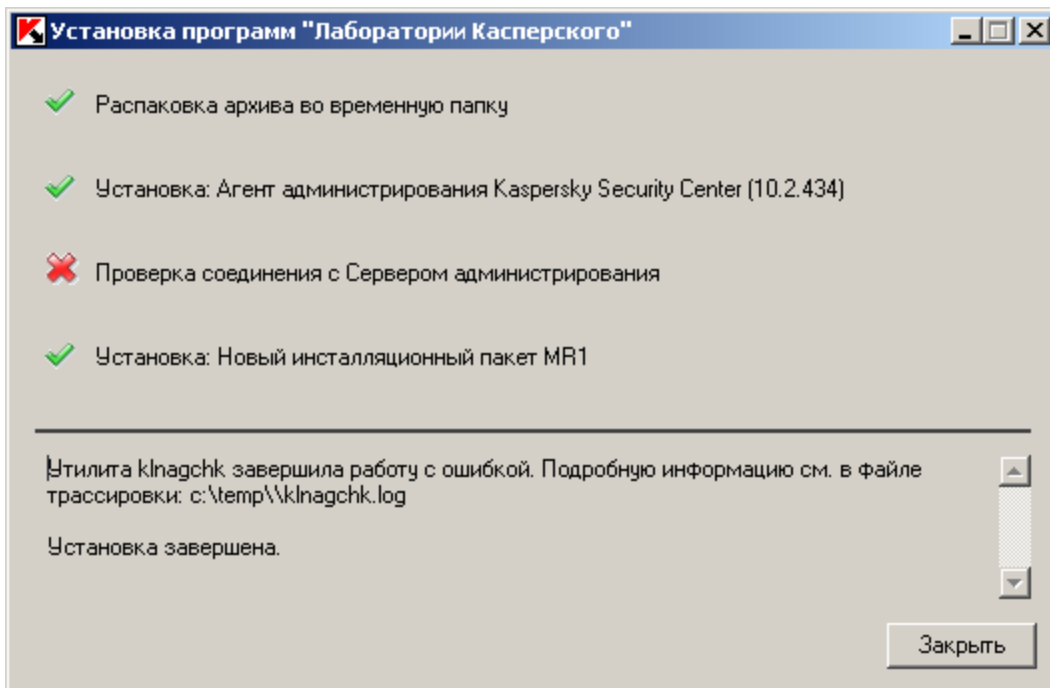 Установка программ "Лаборатории Касперского"
Распаковка архива во временную папку
Установка: Агент администрирования Kaspersky Security Center (10.2.434)
Проверка соединения с Сервером администрирования
Установка: Новый инсталляционный пакет MR1
Утилита klnagchk завершила работу с ошибкой. Подробную информацию см. в файле
трассировки: c:\temp\\klnagchk.log
Установка завершена.
Закрыть